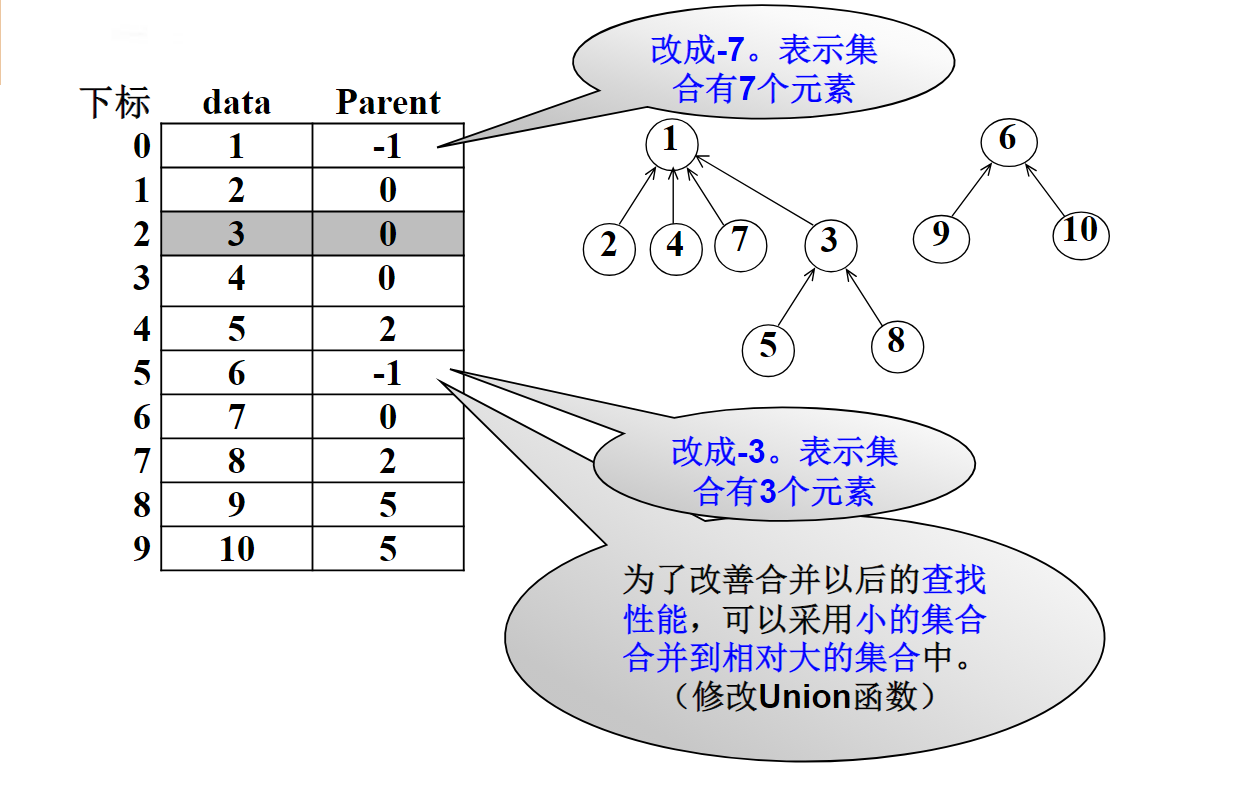 改成-7。表示集
合有7个元素
下标 data Parent
0 1 -1
1 2 0
2 3 0
3 4 0
4 5 2
5 6 -1
6 7 0
7 8 2
8 9 5
9 10 5
1
6
2 4 7 3
9 10
5 8
改成-3。表示集
合有3个元素
为了改善合并以后的查找
性能，可以采用小的集合
合并到相对大的集合中。
（修改Union函数）